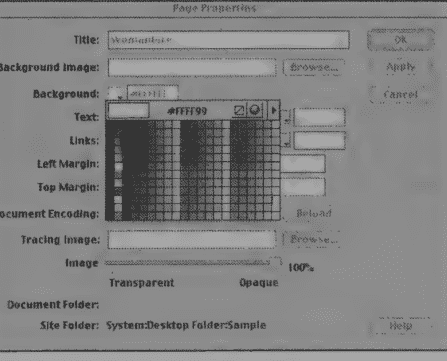 Page Properties
Title:
OK
Background Image:
Browse...
Apply
Background:
Cancel
#FFFF99
Text:
Links:
Left Margin:
Top Margin:
Document Encoding:
Reload
Tracing Image:
Browse...
Image
100%
Transparent
Opaque
Document Folder:
Site Folder: System:Desktop Folder:Sample
Help